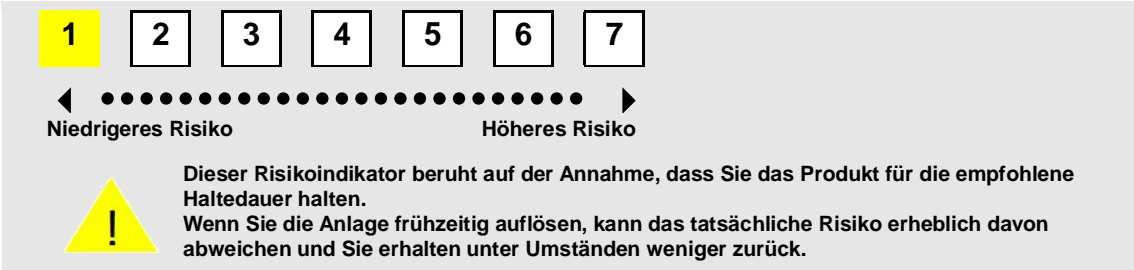 1 2 3 4 5 6 7
Niedrigeres Risiko Höheres Risiko
Dieser Risikoindikator beruht auf der Annahme, dass Sie das Produkt für die empfohlene
Haltedauer halten.
Wenn Sie die Anlage frühzeitig auflösen, kann das tatsächliche Risiko erheblich davon
abweichen und Sie erhalten unter Umständen weniger zurück.
!